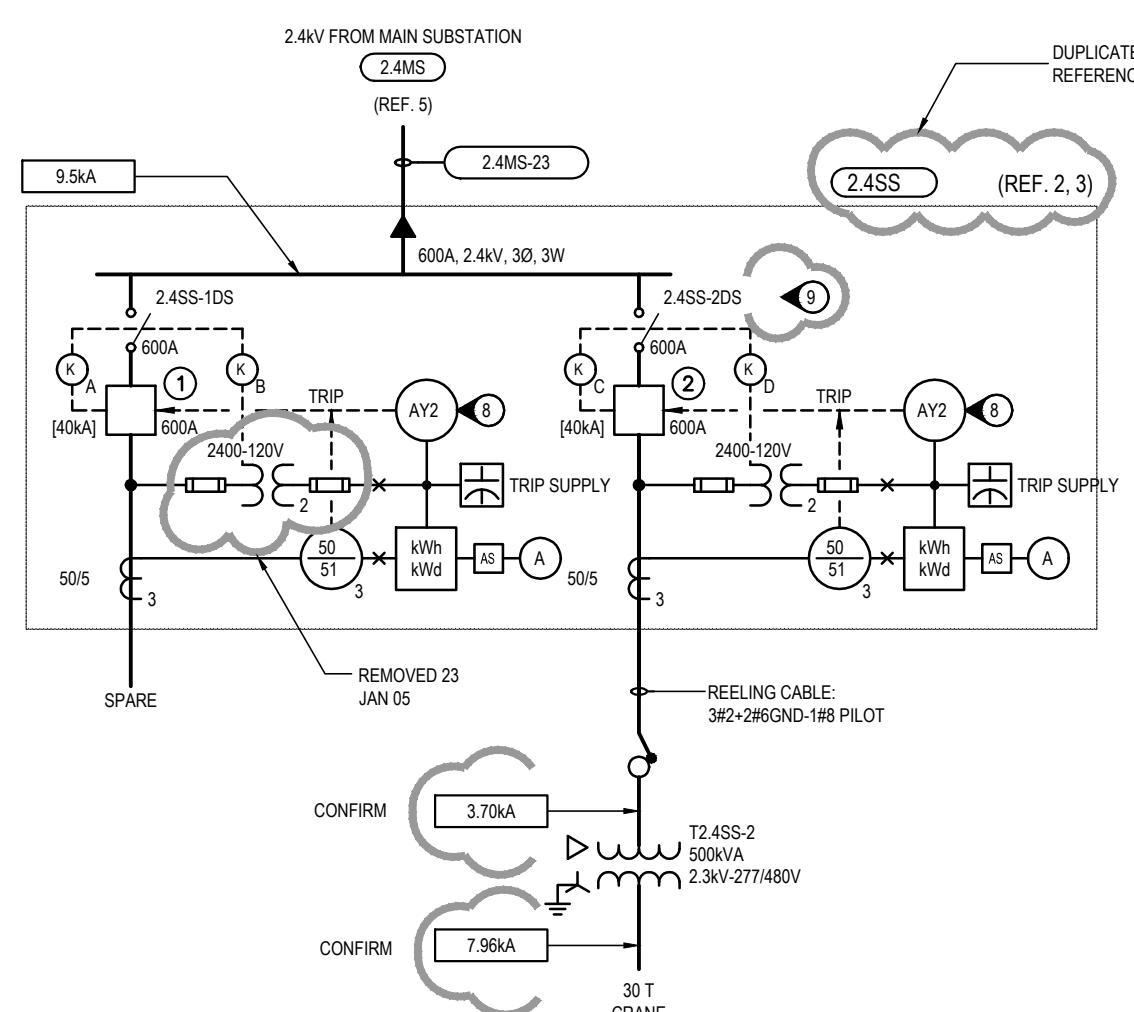 2.4kV FROM MAIN SUBSTATION
2.4MS
(REF. 5)
DUPLICATE
REFERENC
2.4MS-23
9.5kA
2.4SS (REF. 2, 3)
600A, 2.4kV, 3Ø, 3W
2.4SS-1DS
2.4SS-2DS
9
600A
600A
K
A
1
K
B
K
C
2
K
D
[40kA]
600A
TRIP
AY2
8
[40kA]
600A
TRIP
AY2
8
2400-120V
2
TRIP SUPPLY
2400-120V
2
TRIP SUPPLY
50
51
3
kWh
kWd
AS
A
50
51
3
kWh
kWd
AS
A
50/5
3
50/5
3
SPARE
REMOVED 23
JAN 05
REELING CABLE:
3#2+2#6GND-1#8 PILOT
CONFIRM
3.70kA
T2.4SS-2
500kVA
2.3kV-277/480V
CONFIRM
7.96kA
30 T
CRANE